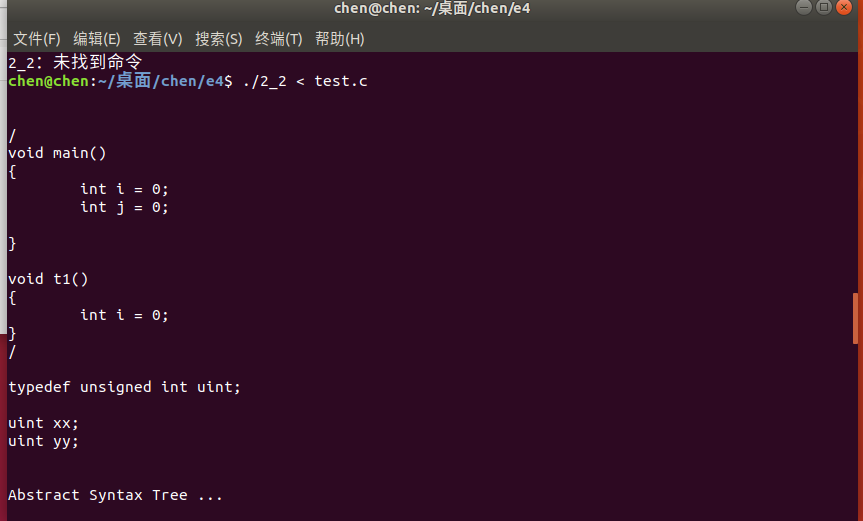 chen@chen: ~/桌面/chen/e4
文件(F) 编辑(E) 查看(V) 搜索(S) 终端(T) 帮助(H)
2_2：未找到命令
chen@chen:~/桌面/chen/e4$ ./2_2 < test.c
/
void main()
{
int i = 0;
int j = 0;
}
void t1()
{
int i = 0;
}
/
typedef unsigned int uint;
uint xx;
uint yy;
Abstract Syntax Tree ...